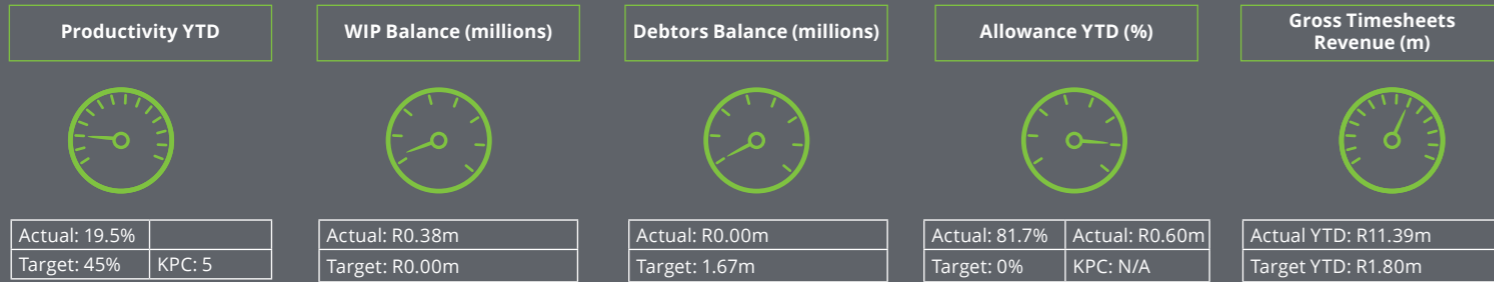 Productivity YTD
WIP Balance (millions)
Debtors Balance (millions)
Allowance YTD (%)
Gross Timesheets
Revenue (m)
Actual: 19.5%
Target: 45% KPC: 5
Actual: R0.38m
Target: R0.00m
Actual: R0.00m
Target: 1.67m
Actual: 81.7% Actual: R0.60m
Target: 0% KPC: N/A
Actual YTD: R11.39m
Target YTD: R1.80m